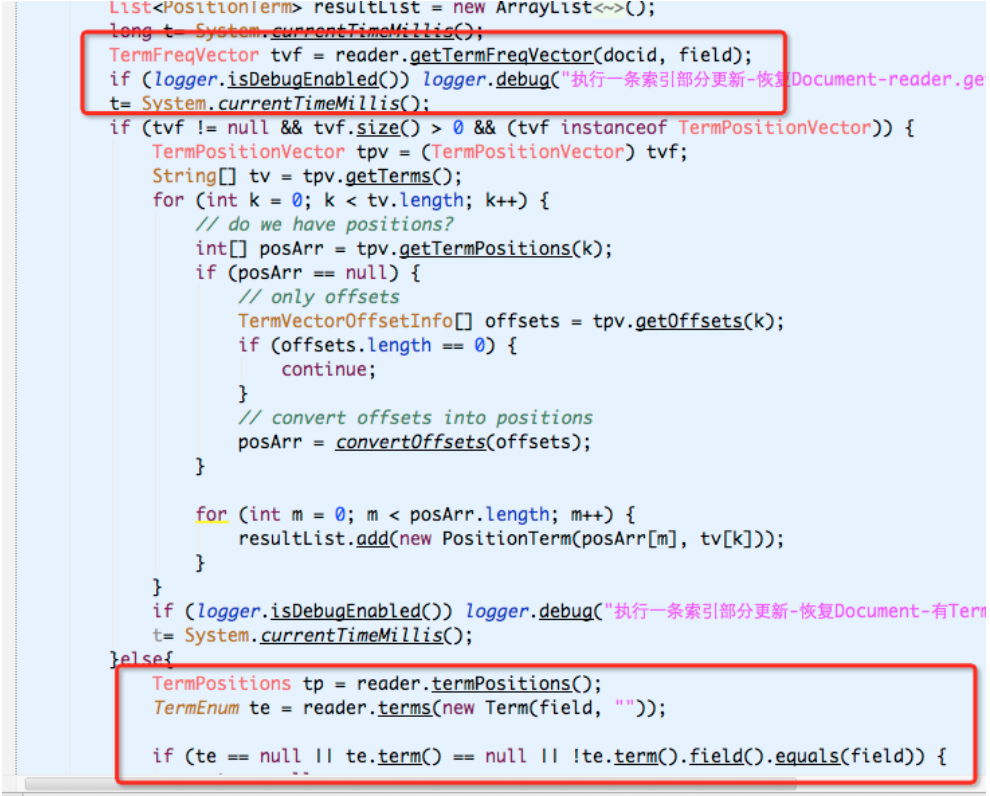 List<PositionTerm> resultList = new ArrayList<~>();
long t= System.currentTimeMillis();
TermFreqVector tvf = reader.getTermFreqVector(docid, field);
if (logger.isDebugEnabled()) logger.debug("执行一条索引部分更新-恢复Document-reader.ge
t= System.currentTimeMillis();
if (tvf != null && tvf.size() > 0 && (tvf instanceof TermPositionVector)) {
TermPositionVector tpv = (TermPositionVector) tvf;
String[] tv = tpv.getTerms();
for (int k = 0; k < tv.length; k++) {
// do we have positions?
int[] posArr = tpv.getTermPositions(k);
if (posArr == null) {
// only offsets
TermVectorOffsetInfo[] offsets = tpv.getOffsets(k);
if (offsets.length == 0) {
continue;
}
// convert offsets into positions
posArr = convertOffsets(offsets);
}
for (int m = 0; m < posArr.length; m++) {
resultList.add(new PositionTerm(posArr[m], tv[k]));
}
}
if (logger.isDebugEnabled()) logger.debug("执行一条索引部分更新-恢复Document-有Term
t= System.currentTimeMillis();
}else{
TermPositions tp = reader.termPositions();
TermEnum te = reader.terms(new Term(field, ""));
if (te == null || te.term() == null || !te.term().field().equals(field)) {